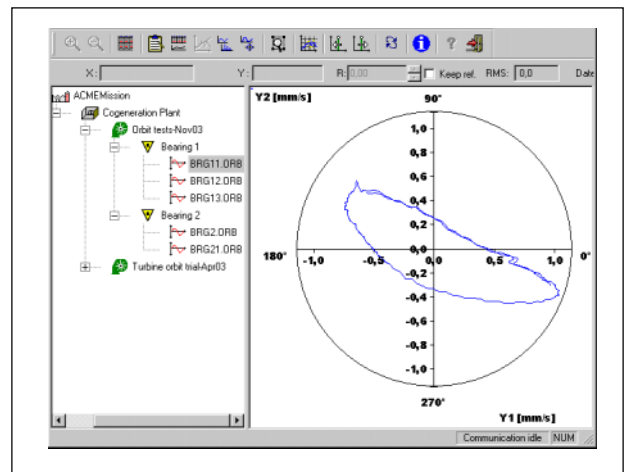 X: Y: R: 0,00 Keep ref. RMS: 0,0 Date
ACMEMission
Cogeneration Plant
Orbit tests-Nov03
Bearing 1
BRG11.ORB
BRG12.ORB
BRG13.ORB
Bearing 2
BRG2.ORB
BRG21.ORB
Turbine orbit trial-Apr03
Y2 [mm/s]
90°
1,0
0,8
0,6
0,4
0,2
0,0
180° -1,0 -0,5 0,0 0,5 1,0 0°
-0,2
-0,4
-0,6
-0,8
-1,0
270°
Y1 [mm/s]
Communication idle NUM